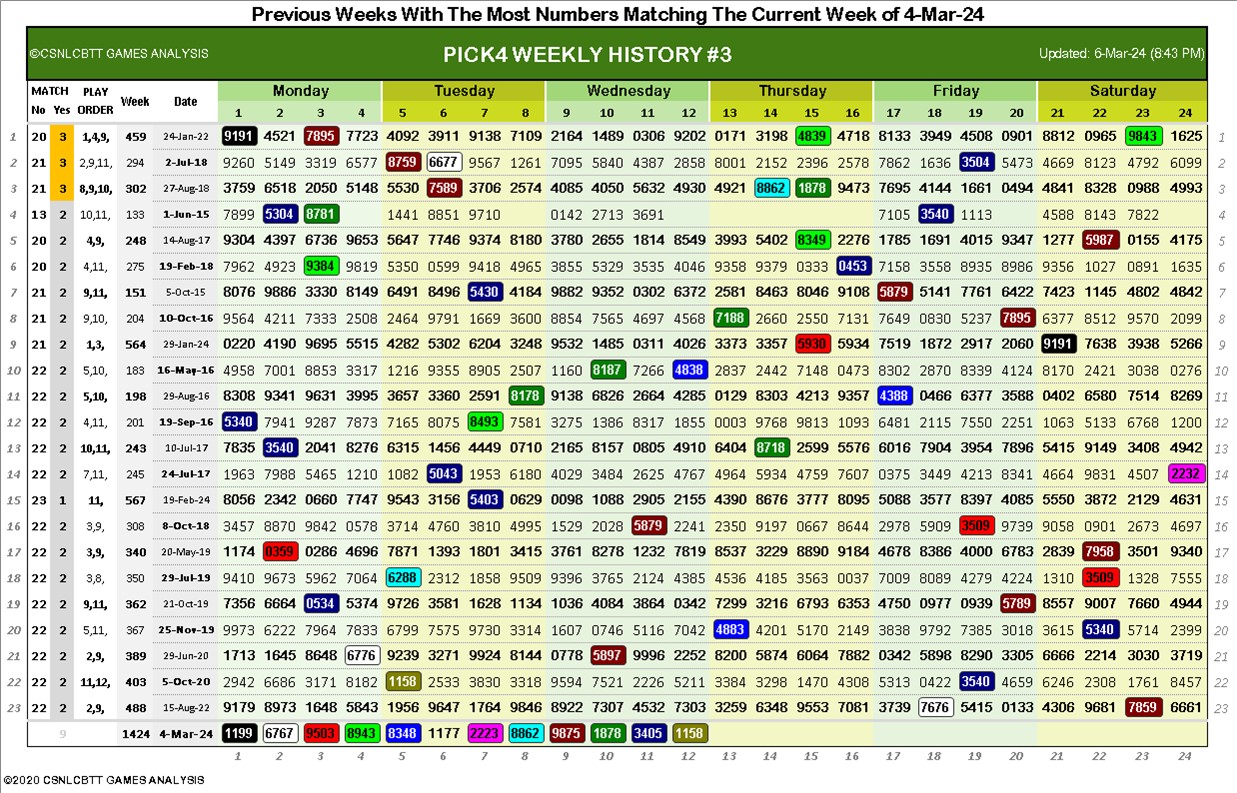 Previous Weeks With The Most Numbers Matching The Current Week of 4-Mar-24
©CSNLCBTT GAMES ANALYSIS PICK4 WEEKLY HISTORY #3 Updated: 6-Mar-24 (8:43 PM)
MATCH PLAY Week Date Monday Tuesday Wednesday Thursday Friday Saturday
No Yes ORDER 1 2 3 4 5 6 7 8 9 10 11 12 13 14 15 16 17 18 19 20 21 22 23 24
1 20 3 1,4,9, 459 24-Jan-22 9191 4521 7895 7723 4092 3911 9138 7109 2164 1489 0306 9202 0171 3198 4839 4718 8133 3949 4508 0901 8812 0965 9843 1625 1
2 21 3 2,9,11, 294 2-Jul-18 9260 5149 3319 6577 8759 6677 9567 1261 7095 5840 4387 2858 8001 2152 2396 2578 7862 1636 3504 5473 4669 8123 4792 6099 2
3 21 3 8,9,10, 302 27-Aug-18 3759 6518 2050 5148 5530 7589 3706 2574 4085 4050 5632 4930 4921 8862 1878 9473 7695 4144 1661 0494 4841 8328 0988 4993 3
4 13 2 10,11, 133 1-Jun-15 7899 5304 8781 1441 8851 9710 0142 2713 3691 7105 3540 1113 4588 8143 7822 4
5 20 2 4,9, 248 14-Aug-17 9304 4397 6736 9653 5647 7746 9374 8180 3780 2655 1814 8549 3993 5402 8349 2276 1785 1691 4015 9347 1277 5987 0155 4175 5
6 20 2 4,11, 275 19-Feb-18 7962 4923 9384 9819 5350 0599 9418 4965 3855 5329 3535 4046 9358 9379 0333 0453 7158 3558 8935 8986 9356 1027 0891 1635 6
7 21 2 9,11, 151 5-Oct-15 8076 9886 3330 8149 6491 8496 5430 4184 9882 9352 0302 6372 2581 8463 8046 9108 5879 5141 7761 6422 7423 1145 4802 4842 7
8 21 2 9,10, 204 10-Oct-16 9564 4211 7333 2508 2464 9791 1669 3600 8854 7565 4697 4568 7188 2660 2550 7131 7649 0830 5237 7895 6377 8512 9570 2099 8
9 21 2 1,3, 564 29-Jan-24 0220 4190 9695 5515 4282 5302 6204 3248 9532 1485 0311 4026 3373 3357 5930 5934 7519 1872 2917 2060 9191 7638 3938 5266 9
10 22 2 5,10, 183 16-May-16 4958 7001 8853 3317 1216 9355 8905 2507 1160 8187 7266 4838 2837 2442 7148 0473 8302 2870 8339 4124 8170 2421 3038 0276 10
11 22 2 5,10, 198 29-Aug-16 8308 9341 9631 3995 3657 3360 2591 8178 9138 6826 2664 4285 0129 8303 4213 9357 4388 0466 6377 3588 0402 6580 7514 8269 11
12 22 2 4,11, 201 19-Sep-16 5340 7941 9287 7873 7165 8075 8493 7581 3275 1386 8317 1855 0003 9768 9813 1093 6481 2115 7550 2251 1063 5133 6768 1200 12
13 22 2 10,11, 243 10-Jul-17 7835 3540 2041 8276 6315 1456 4449 0710 2165 8157 0805 4910 6404 8718 2599 5576 6016 7904 3954 7896 5415 9149 3408 4942 13
14 22 2 7,11, 245 24-Jul-17 1963 7988 5465 1210 1082 5043 1953 6180 4029 3484 2625 4767 4964 5934 4759 7607 0375 3449 4213 8341 4664 9831 4507 2232 14
15 23 1 11, 567 19-Feb-24 8056 2342 0660 7747 9543 3156 5403 0629 0098 1088 2905 2155 4390 8676 3777 8095 5088 3577 8397 4085 5550 3872 2129 4631 15
16 22 2 3,9, 308 8-Oct-18 3457 8870 9842 0578 3714 4760 3810 4995 1529 2028 5879 2241 2350 9197 0667 8644 2978 5909 3509 9739 9058 0901 2673 4697 16
17 22 2 3,9, 340 20-May-19 1174 0359 0286 4696 7871 1393 1801 3415 3761 8278 1232 7819 8537 3229 8890 9184 4678 8386 4000 6783 2839 7958 3501 9340 17
18 22 2 3,8, 350 29-Jul-19 9410 9673 5962 7064 6288 2312 1858 9509 9396 3765 2124 4385 4536 4185 3563 0037 7009 8089 4279 4224 1310 3509 1328 7555 18
19 22 2 9,11, 362 21-Oct-19 7356 6664 0534 5374 9726 3581 1628 1134 1036 4084 3864 0342 7299 3216 6793 6353 4750 0977 0939 5789 8557 9007 7660 4944 19
20 22 2 5,11, 367 25-Nov-19 9973 6222 7964 7833 6799 7575 9730 3314 1607 0746 5116 7042 4883 4201 5170 2149 3838 9792 7385 3018 3615 5340 5714 2399 20
21 22 2 2,9, 389 29-Jun-20 1713 1645 8648 6776 9239 3271 9924 8144 0778 5897 9996 2252 8200 5874 6064 7882 0342 5898 8290 3305 6666 2214 3030 3719 21
22 22 2 11,12, 403 5-Oct-20 2942 6686 3171 8182 1158 2533 3830 3318 9594 7521 2226 5211 3384 3298 1470 4308 5313 0422 3540 4659 6246 2308 1761 8457 22
23 22 2 2,9, 488 15-Aug-22 9179 8973 1648 5843 1956 9647 1764 9846 8922 7307 4532 7303 3259 6348 9553 7081 3739 7676 5415 0133 4306 9681 7859 6661 23
9 1424 4-Mar-24 1199 6767 9503 8943 8348 1177 2223 8862 9875 1878 3405 1158
1 2 3 4 5 6 7 8 9 10 11 12 13 14 15 16 17 18 19 20 21 22 23 24
©2020 CSNLCBTT GAMES ANALYSIS